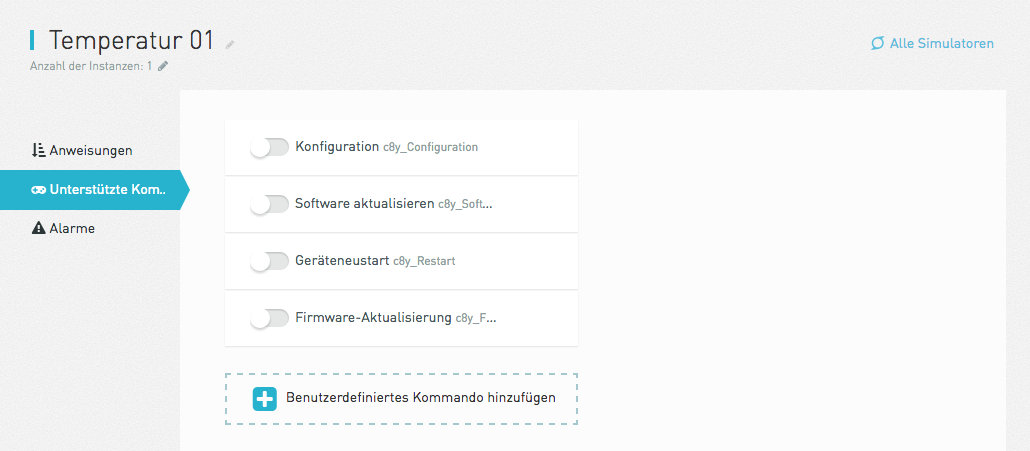 Temperatur 01
Alle Simulatoren
Anzahl der Instanzen: 1
Anweisungen
Unterstützte Kom..
Alarme
Konfiguration c8y_Configuration
Software aktualisieren c8y_Soft...
Geräteneustart c8y_Restart
Firmware-Aktualisierung c8y_F...
Benutzerdefiniertes Kommando hinzufügen